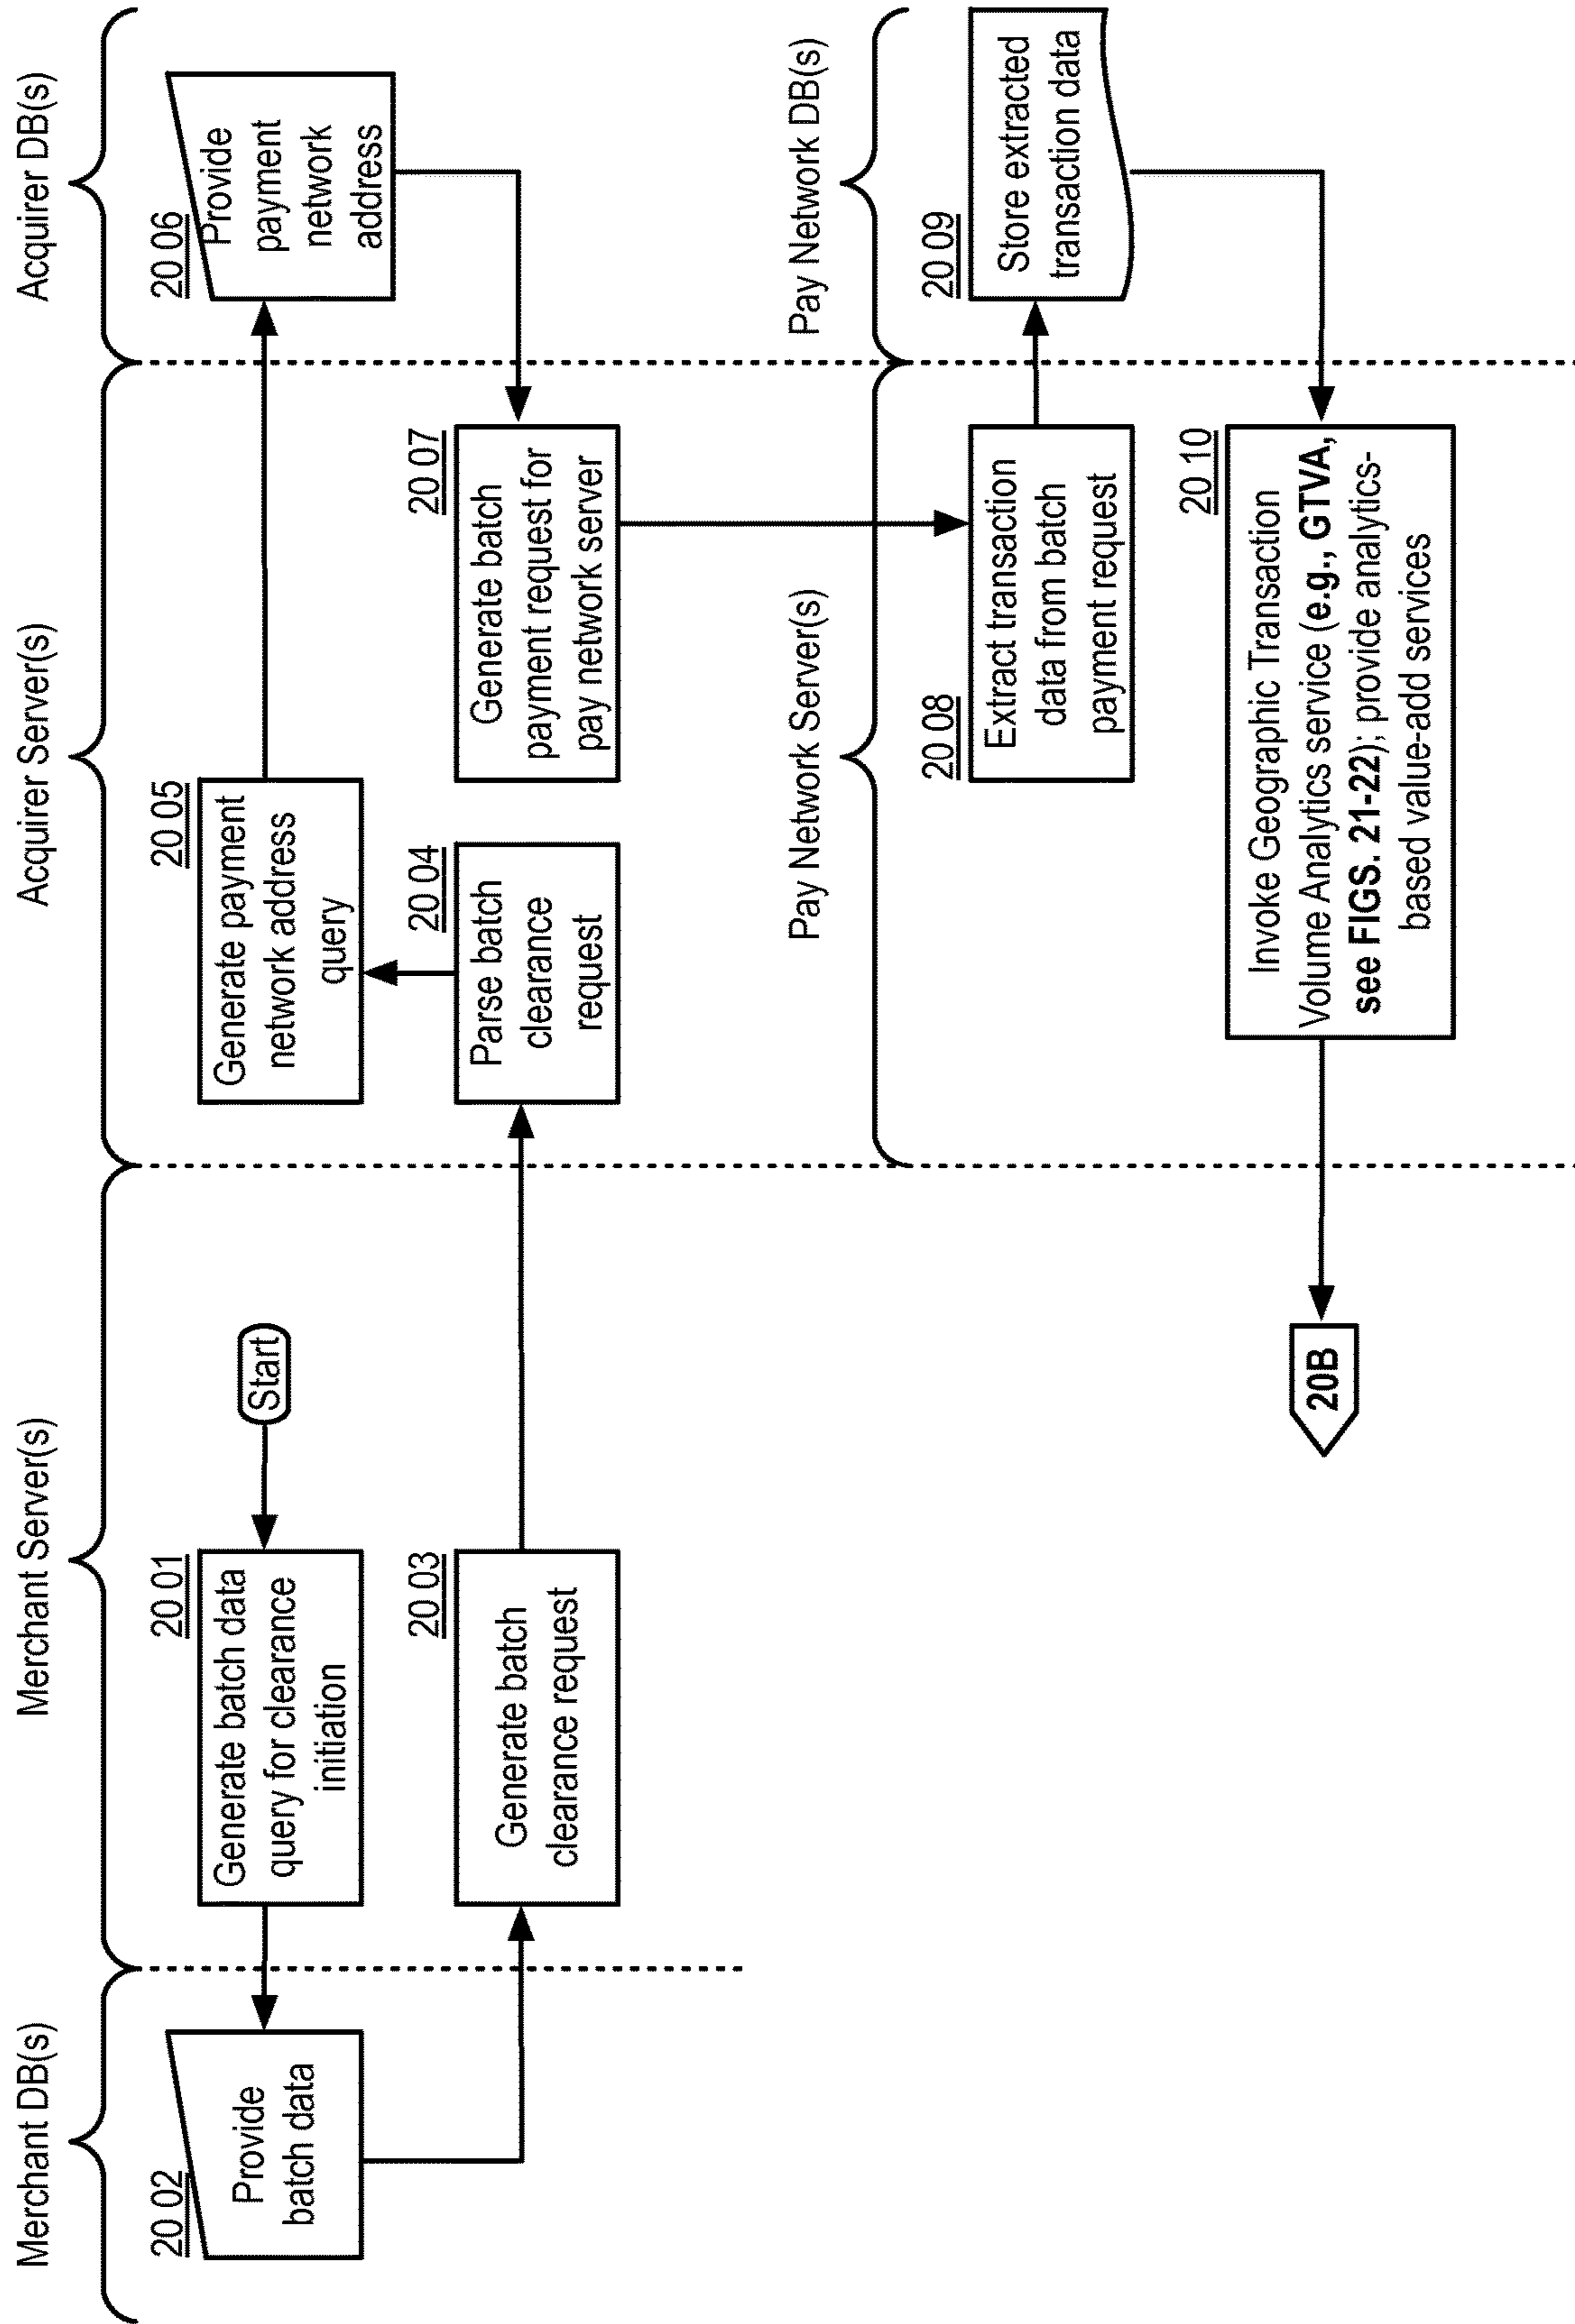 Merchant DB(s)
Merchant Server(s)
Acquirer Server(s)
Acquirer DB(s)
Start
20 01
Generate batch data
query for clearance
initiation
20 02
Provide
batch data
20 03
Generate batch
clearance request
20 04
Parse batch
clearance
request
20 05
Generate payment
network address
query
20 06
Provide
payment
network
address
20 07
Generate batch
payment request for
pay network server
Pay Network Server(s)
Pay Network DB(s)
20 08
Extract transaction
data from batch
payment request
20 09
Store extracted
transaction data
20 10
Invoke Geographic Transaction
Volume Analytics service (e.g., GTVA,
see FIGS. 21-22); provide analytics-
based value-add services
20B